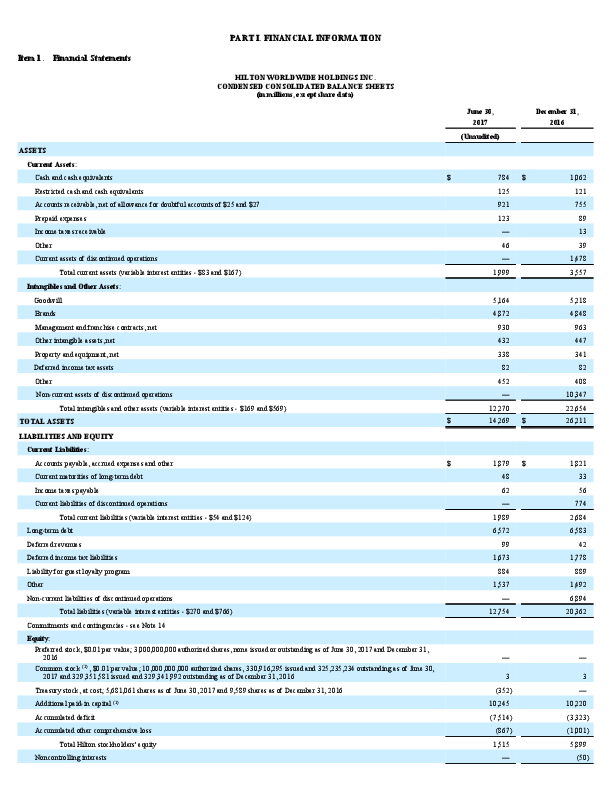 PART I. FINANCIAL INFORMATION
Item 1. Financial Statements
HILTON WORLDWIDE HOLDINGS INC.
CONDENSED CONSOLIDATED BALANCE SHEETS
(in millions, except share data)
June 30, December 31,
2017 2016
(Unaudited)
ASSETS
Current Assets:
Cash and cash equivalents $ 784 $ 1,062
Restricted cash and cash equivalents 125 121
Accounts receivable, net of allowance for doubtful accounts of $25 and $27 921 755
Prepaid expenses 123 89
Income taxes receivable — 13
Other 46 39
Current assets of discontinued operations — 1,478
Total current assets (variable interest entities - $83 and $167) 1,999 3,557
Intangibles and Other Assets:
Goodwill 5,164 5,218
Brands 4,872 4,848
Management and franchise contracts, net 930 963
Other intangible assets, net 432 447
Property and equipment, net 338 341
Deferred income tax assets 82 82
Other 452 408
Non-current assets of discontinued operations — 10,347
Total intangibles and other assets (variable interest entities - $169 and $569) 12,270 22,654
TOTAL ASSETS $ 14,269 $ 26,211
LIABILITIES AND EQUITY
Current Liabilities:
Accounts payable, accrued expenses and other $ 1,879 $ 1,821
Current maturities of long-term debt 48 33
Income taxes payable 62 56
Current liabilities of discontinued operations — 774
Total current liabilities (variable interest entities - $54 and $124) 1,989 2,684
Long-term debt 6,572 6,583
Deferred revenues 99 42
Deferred income tax liabilities 1,673 1,778
Liability for guest loyalty program 884 889
Other 1,537 1,492
Non-current liabilities of discontinued operations — 6,894
Total liabilities (variable interest entities - $270 and $766) 12,754 20,362
Commitments and contingencies - see Note 14
Equity:
Preferred stock, $0.01 par value; 3,000,000,000 authorized shares, none issued or outstanding as of June 30, 2017 and December 31,
2016 — —
Common stock (1), $0.01 par value; 10,000,000,000 authorized shares, 330,916,295 issued and 325,235,234 outstanding as of June 30,
2017 and 329,351,581 issued and 329,341,992 outstanding as of December 31, 2016 3 3
Treasury stock, at cost; 5,681,061 shares as of June 30, 2017 and 9,589 shares as of December 31, 2016 (352) —
Additional paid-in capital (1) 10,245 10,220
Accumulated deficit (7,514) (3,323)
Accumulated other comprehensive loss (867) (1,001)
Total Hilton stockholders' equity 1,515 5,899
Noncontrolling interests — (50)